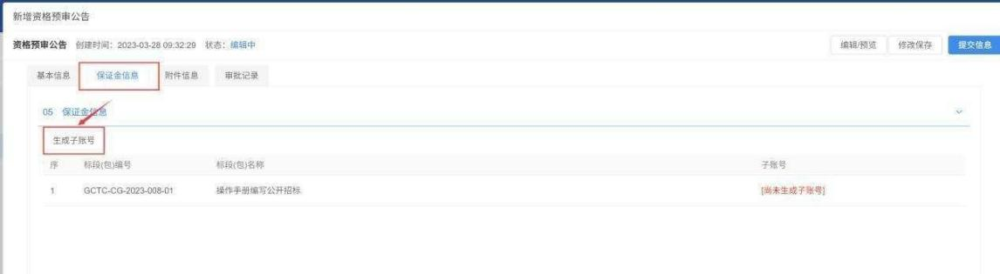 新增资格预审公告
资格预审公告 创建时间：2023-03-28 09:32:29 状态：编辑中 编辑/预览 修改保存 提交信息
基本信息 保证金信息 附件信息 审批记录
05 保证金信息
生成子账号
序 标段(包)编号 标段(包)名称 子账号
1 GCTC-CG-2023-008-01 操作手册编写公开招标 [尚未生成子账号]